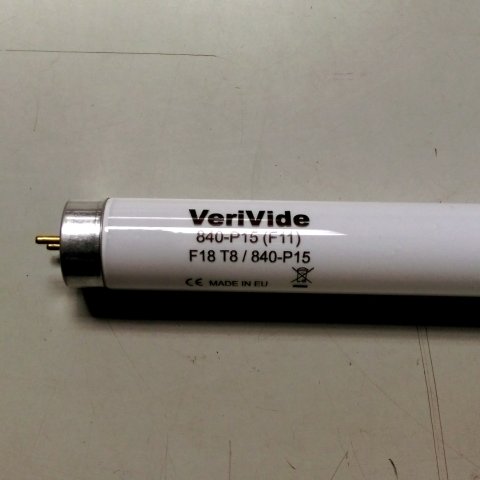 VeriVide
840-P15 (F11)
F18 T8 / 840-P15
CE MADE IN EU